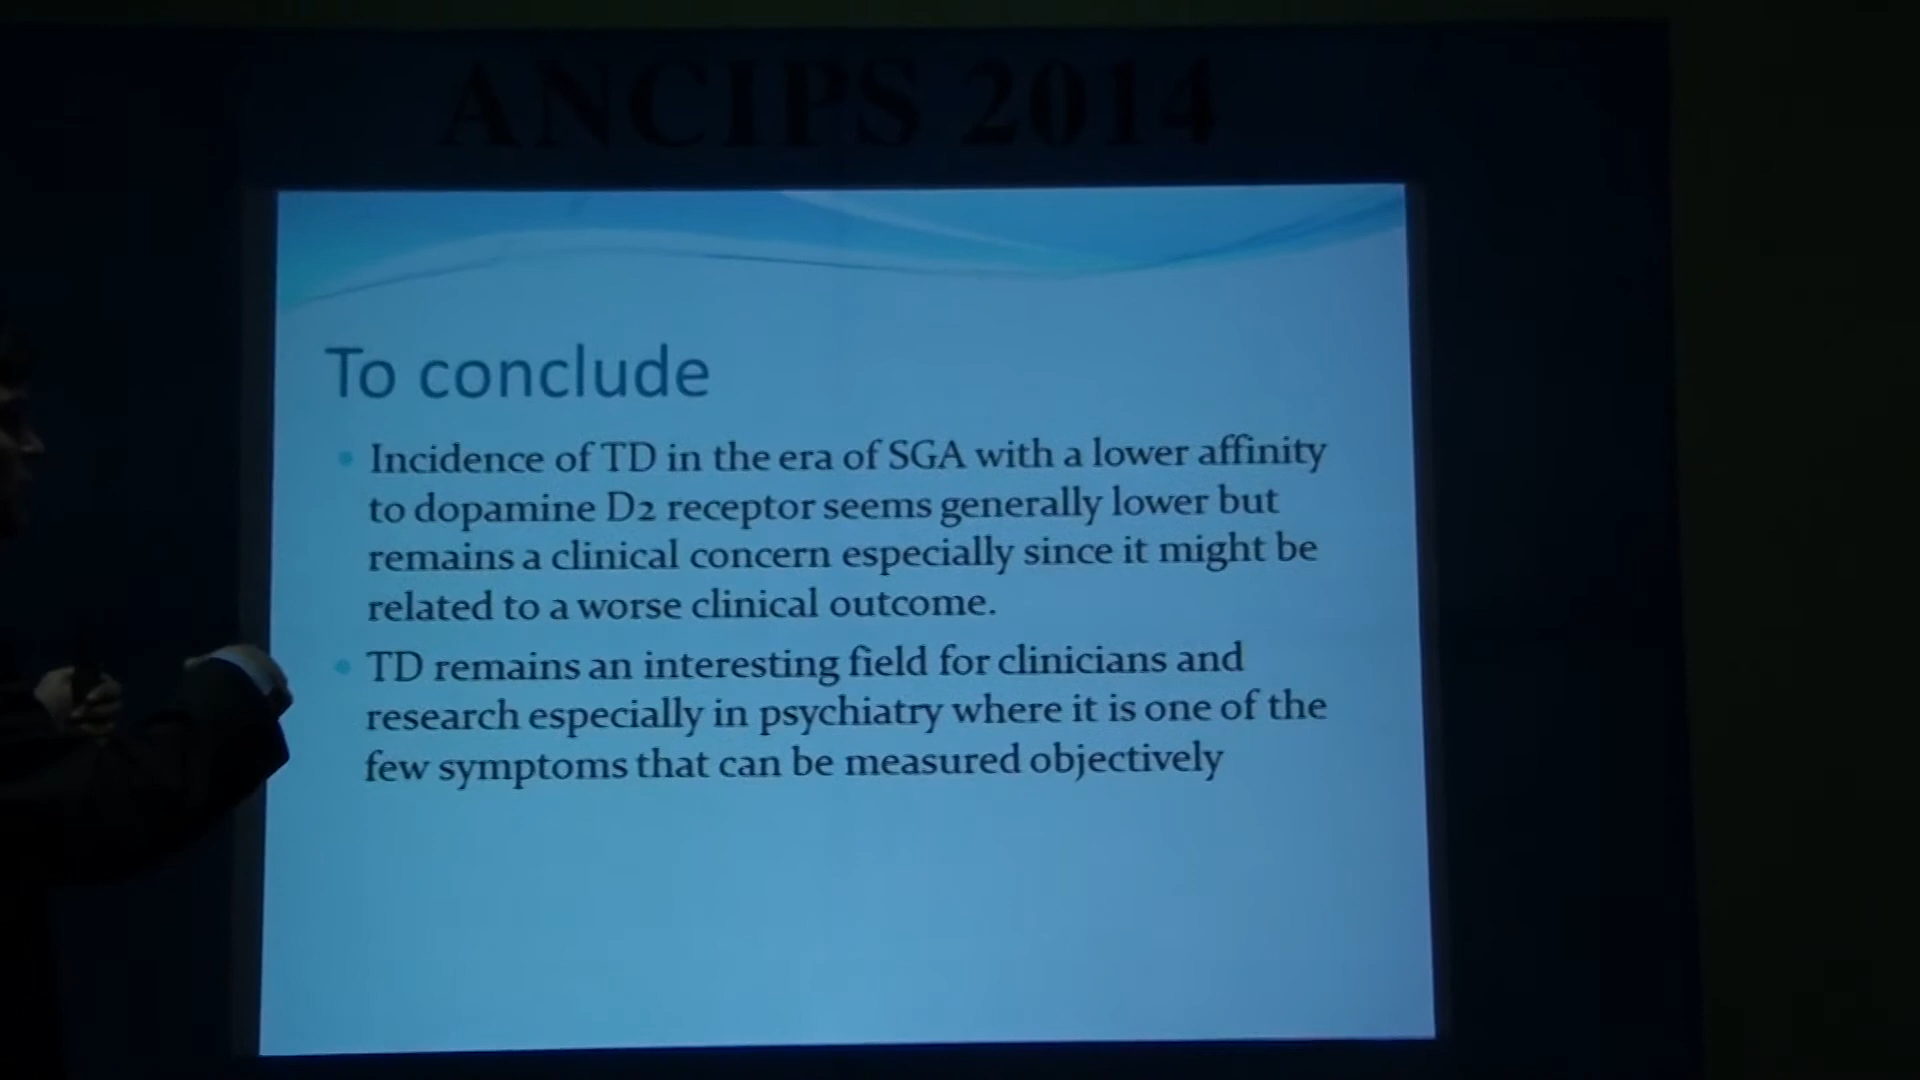 ANCIPS 2014
To conclude
Incidence of TD in the era of SGA with a lower affinity
to dopamine D2 receptor seems generally lower but
remains a clinical concern especially since it might be
related to a worse clinical outcome.
TD remains an interesting field for clinicians and
research especially in psychiatry where it is one of the
few symptoms that can be measured objectively